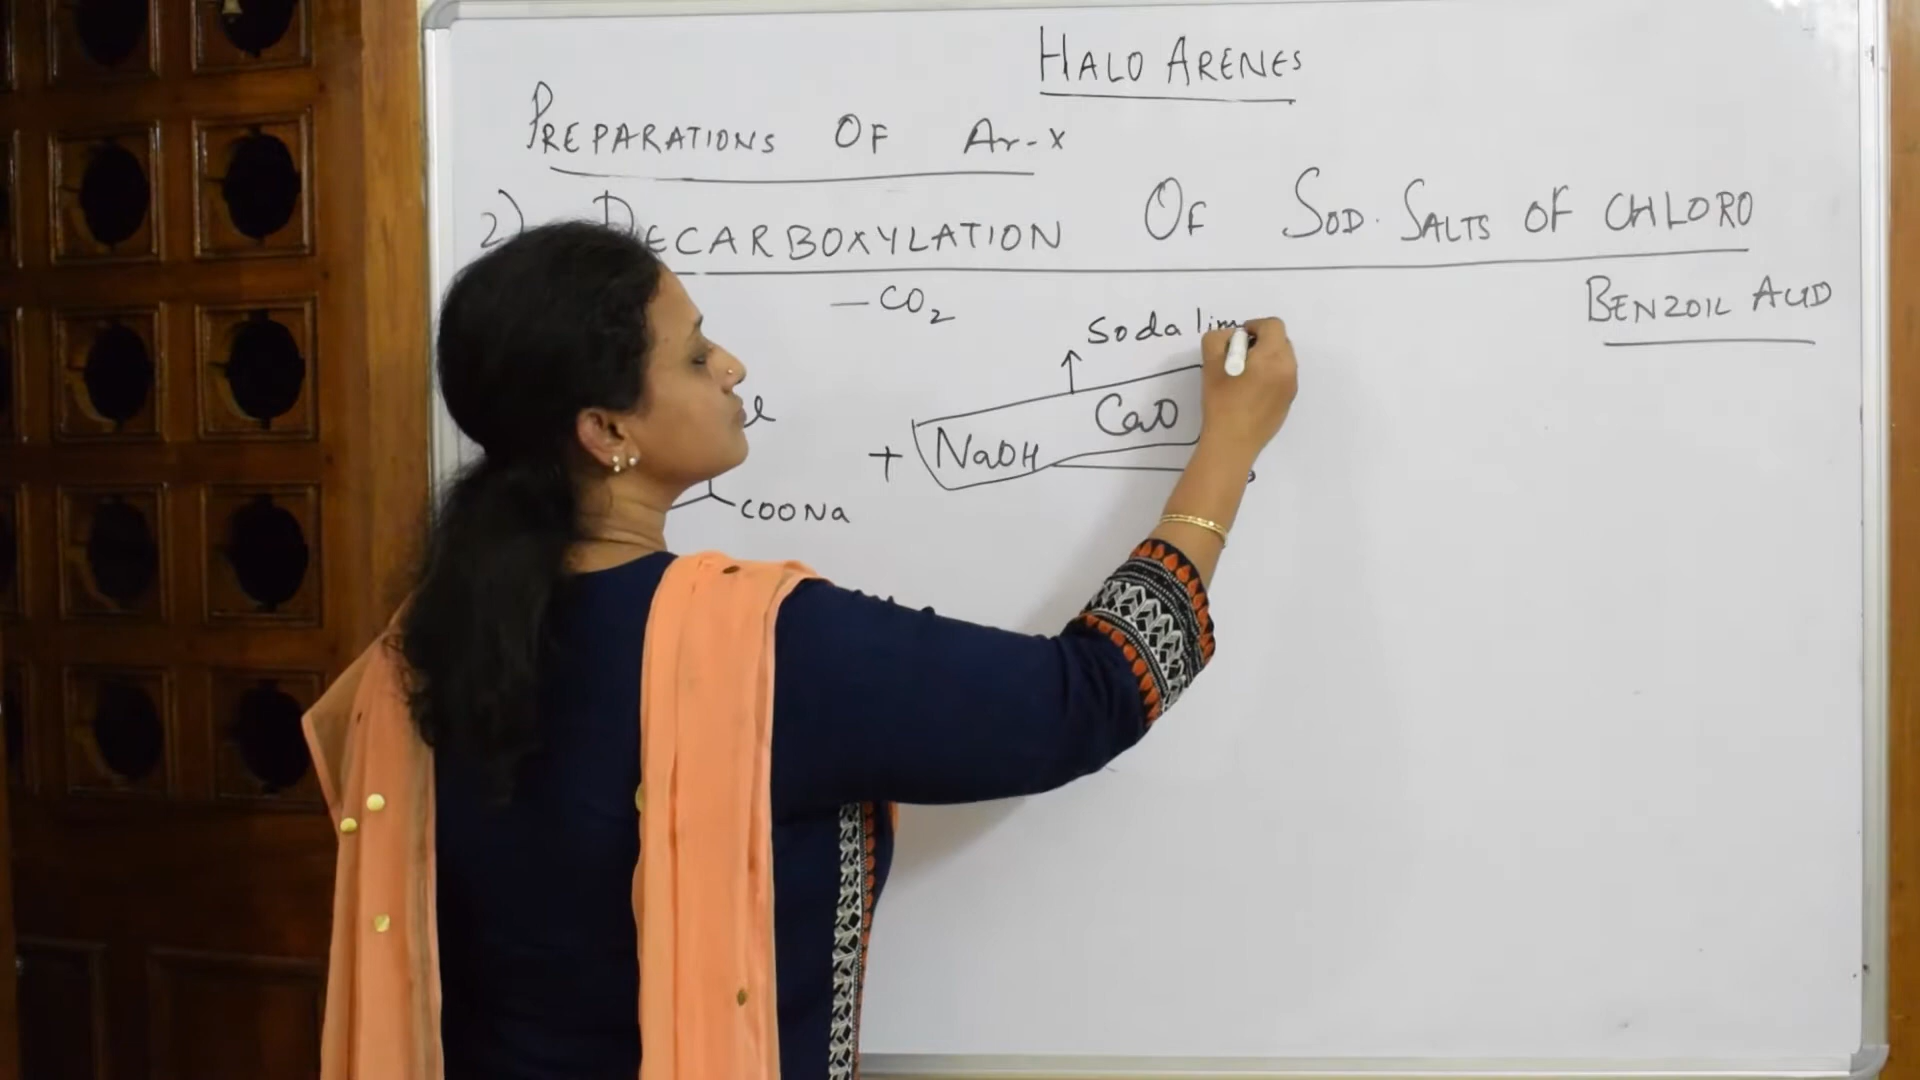 HALO ARENES
PREPARATIONS OF Ar-X
2) DECARBOXYLATION OF SOD. SALTS OF CHLORO
BENZOIC ACID
-CO2
Soda lim
+ NaOH CaO
COONa